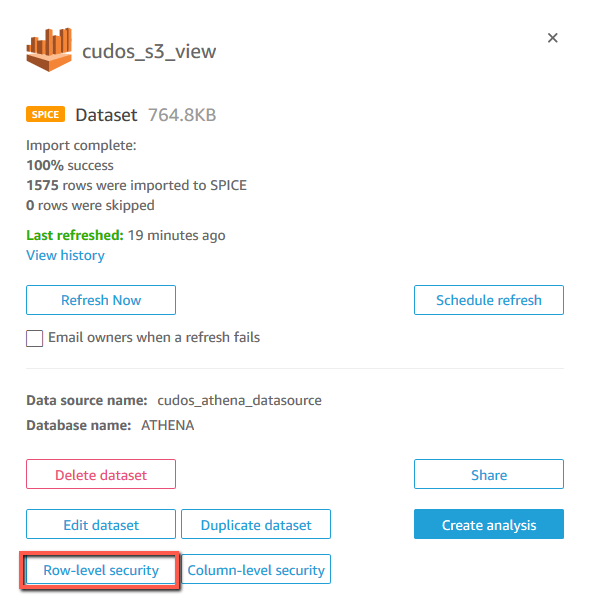 cudos_s3_view
SPICE Dataset 764.8KB
Import complete:
100% success
1575 rows were imported to SPICE
0 rows were skipped
Last refreshed: 19 minutes ago
View history
Refresh Now
Schedule refresh
Email owners when a refresh fails
Data source name: cudos_athena_datasource
Database name: ATHENA
Delete dataset
Share
Edit dataset
Duplicate dataset
Create analysis
Row-level security
Column-level security